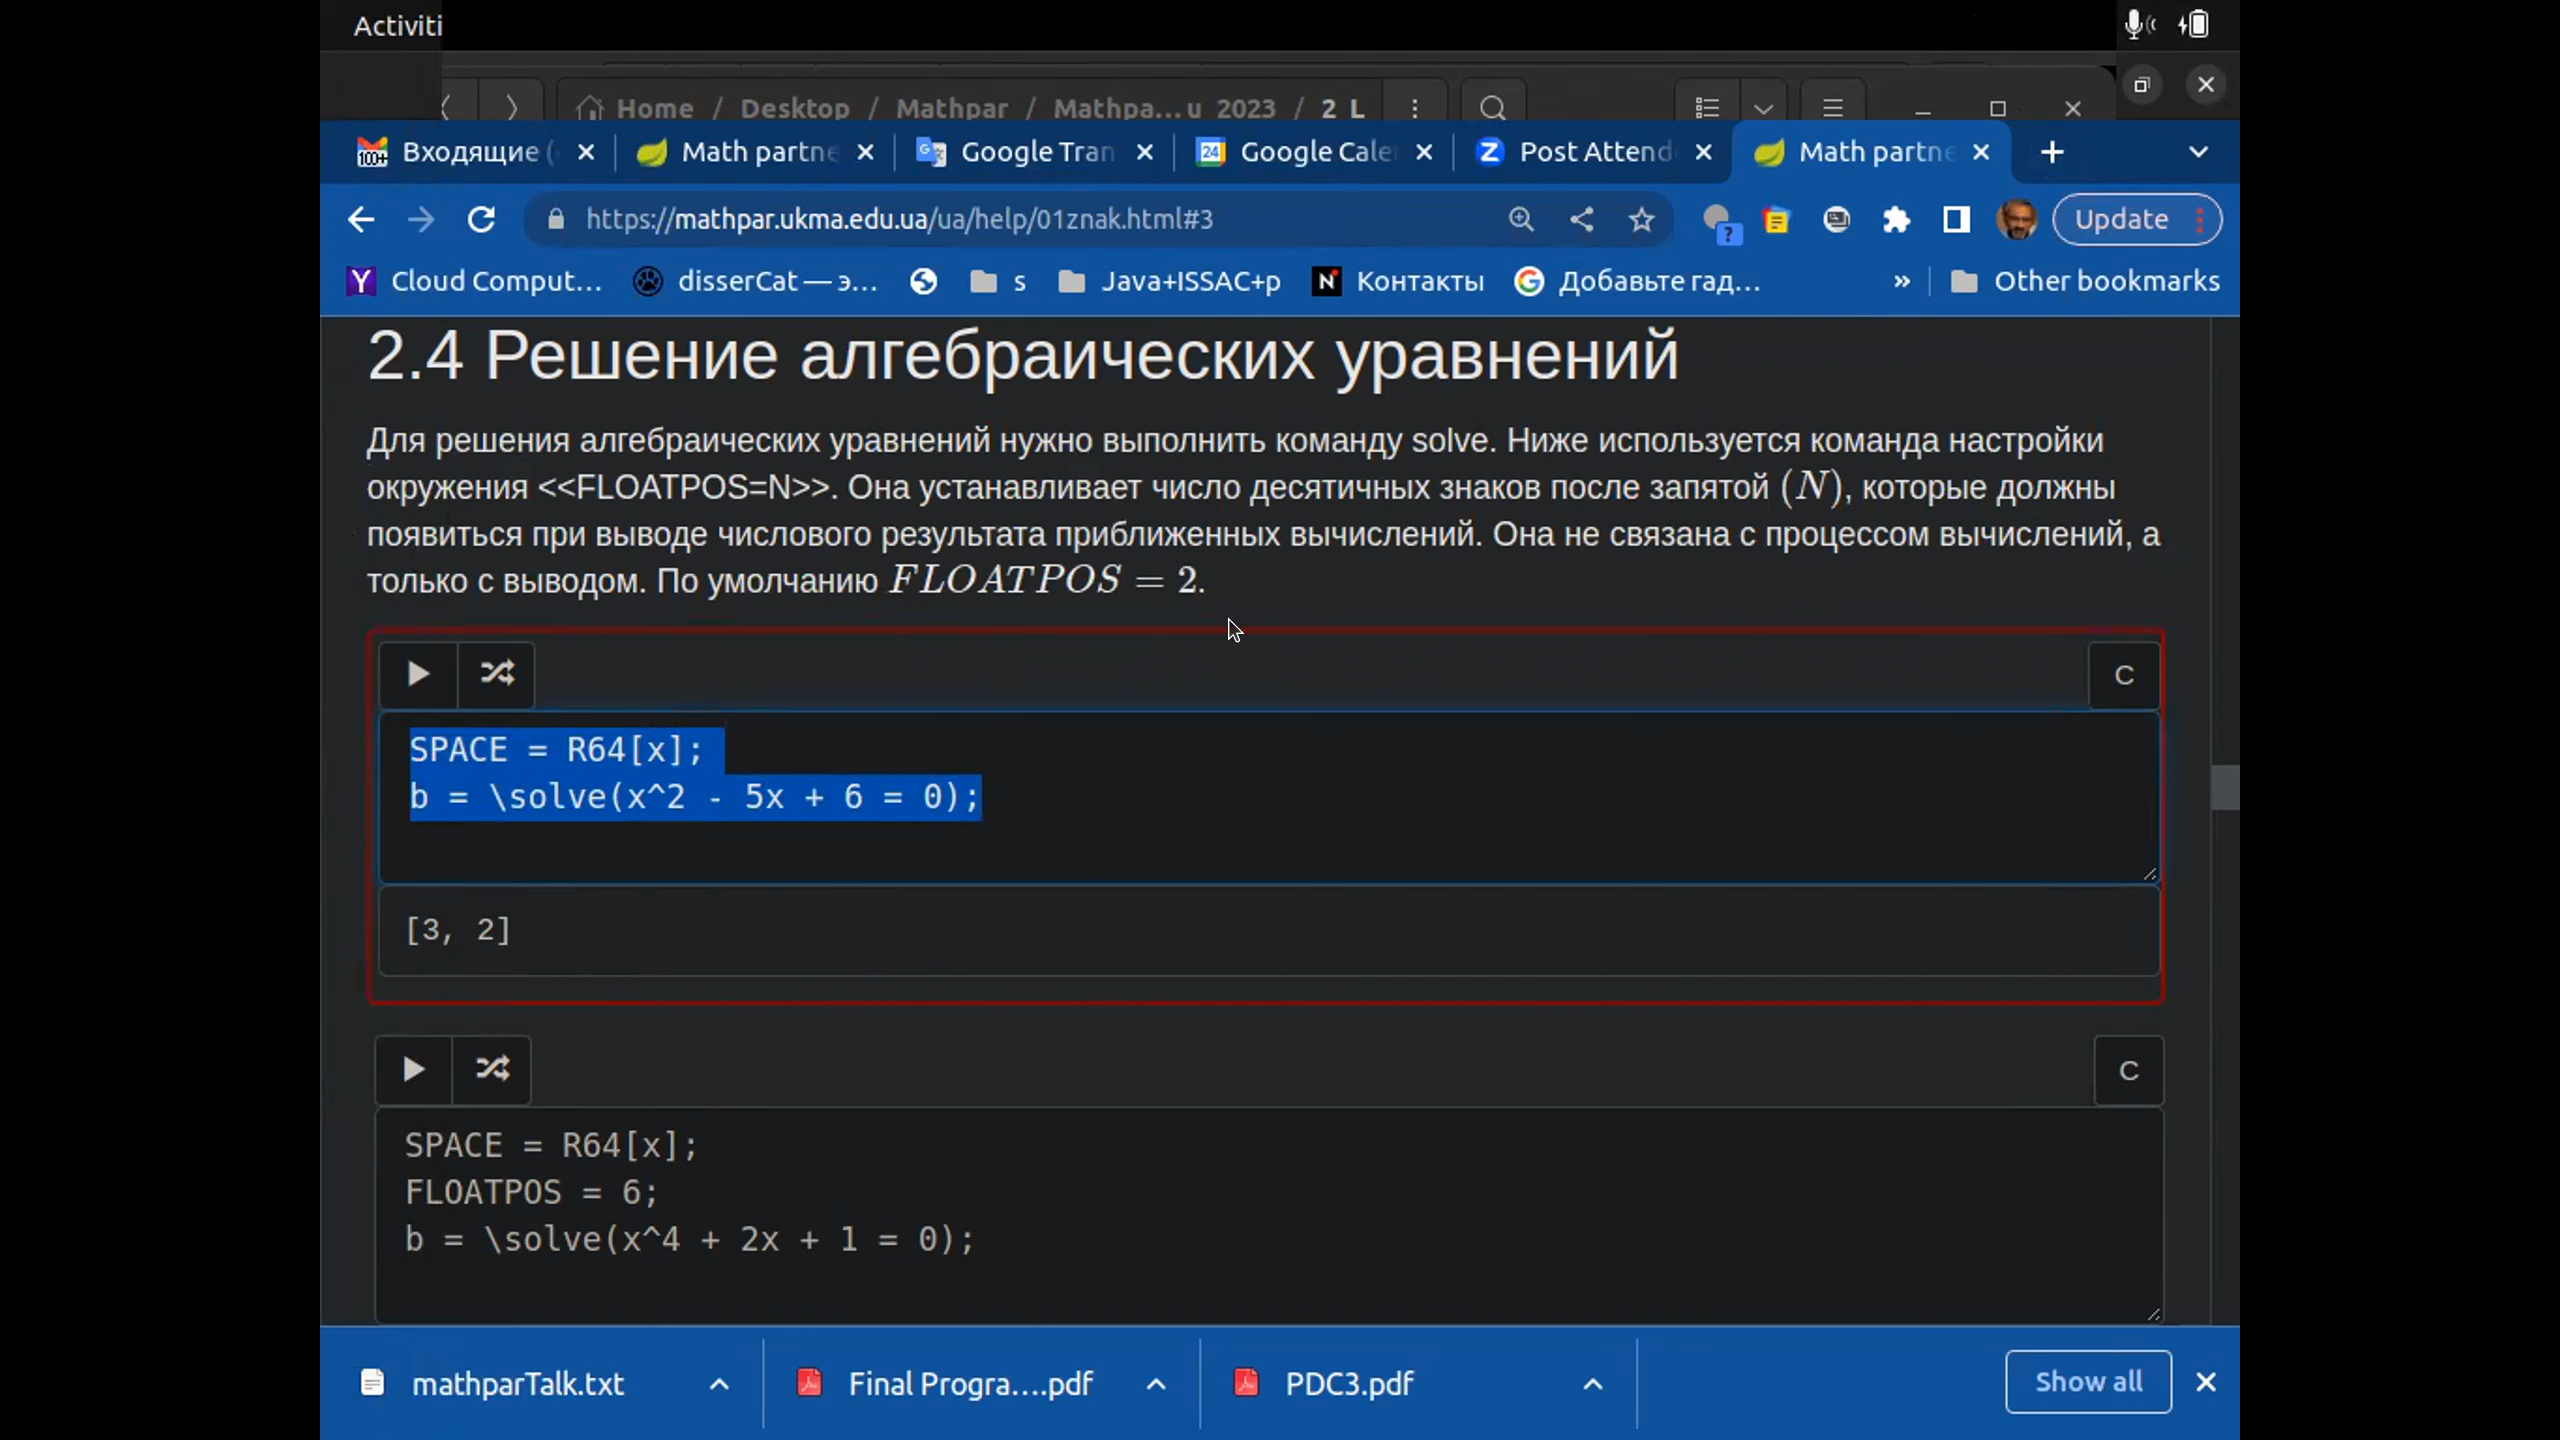 Activiti
Home / Desktop / Mathpar / Mathpa...u 2023 / 2 L
Входящие ( Math partne Google Tran Google Cale Post Attend Math partne
https://mathpar.ukma.edu.ua/ua/help/01znak.html#3 Update
Cloud Comput... disserCat — э... s Java+ISSAC+p Контакты Добавьте гад... » Other bookmarks
2.4 Решение алгебраических уравнений
Для решения алгебраических уравнений нужно выполнить команду solve. Ниже используется команда настройки
окружения <<FLOATPOS=N>>. Она устанавливает число десятичных знаков после запятой (N), которые должны
появиться при выводе числового результата приближенных вычислений. Она не связана с процессом вычислений, а
только с выводом. По умолчанию FLOATPOS = 2.
C
SPACE = R64[x];
b = \solve(x^2 - 5x + 6 = 0);
[3, 2]
C
SPACE = R64[x];
FLOATPOS = 6;
b = \solve(x^4 + 2x + 1 = 0);
mathparTalk.txt Final Progra....pdf PDC3.pdf Show all